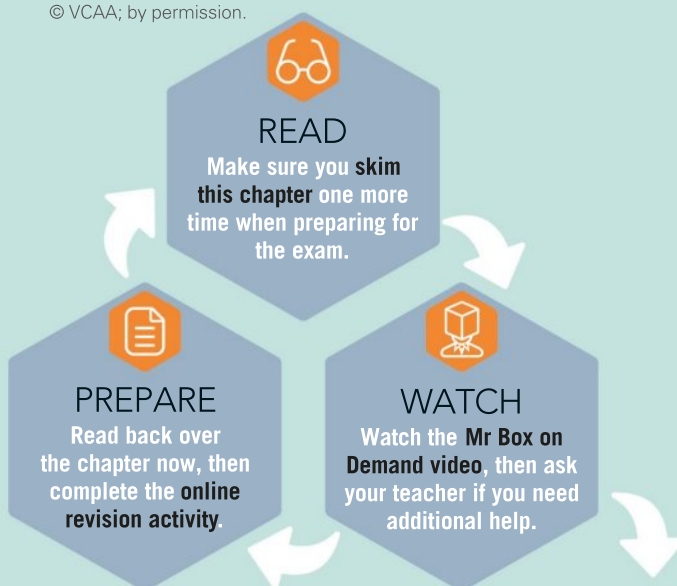 © VCAA; by permission.
READ
Make sure you skim
this chapter one more
time when preparing for
the exam.
PREPARE
Read back over
the chapter now, then
complete the online
revision activity.
WATCH
Watch the Mr Box on
Demand video, then ask
your teacher if you need
additional help.